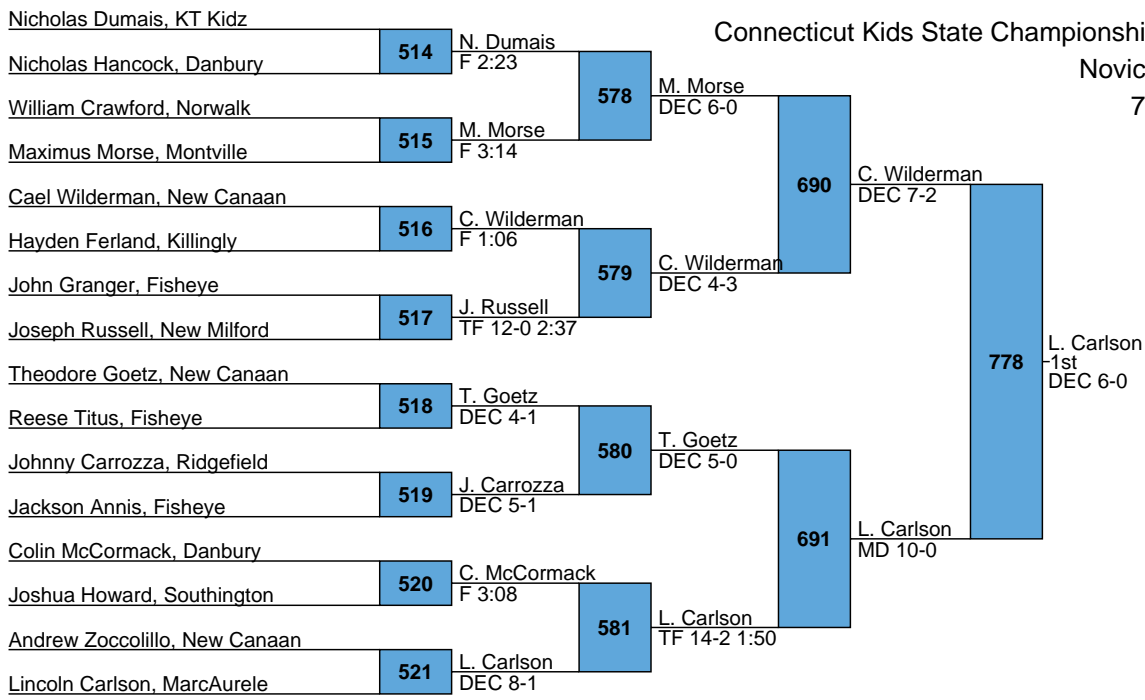 Connecticut Kids State Championshi
Novic
7
Nicholas Dumais, KT Kidz
514
N. Dumais
F 2:23
Nicholas Hancock, Danbury
578
M. Morse
DEC 6-0
William Crawford, Norwalk
515
M. Morse
F 3:14
Maximus Morse, Montville
690
C. Wilderman
DEC 7-2
Cael Wilderman, New Canaan
516
C. Wilderman
F 1:06
Hayden Ferland, Killingly
579
C. Wilderman
DEC 4-3
John Granger, Fisheye
517
J. Russell
TF 12-0 2:37
Joseph Russell, New Milford
778
L. Carlson
1st
DEC 6-0
Theodore Goetz, New Canaan
518
T. Goetz
DEC 4-1
Reese Titus, Fisheye
580
T. Goetz
DEC 5-0
Johnny Carrozza, Ridgefield
519
J. Carrozza
DEC 5-1
Jackson Annis, Fisheye
691
L. Carlson
MD 10-0
Colin McCormack, Danbury
520
C. McCormack
F 3:08
Joshua Howard, Southington
581
L. Carlson
TF 14-2 1:50
Andrew Zoccolillo, New Canaan
521
L. Carlson
DEC 8-1
Lincoln Carlson, MarcAurele